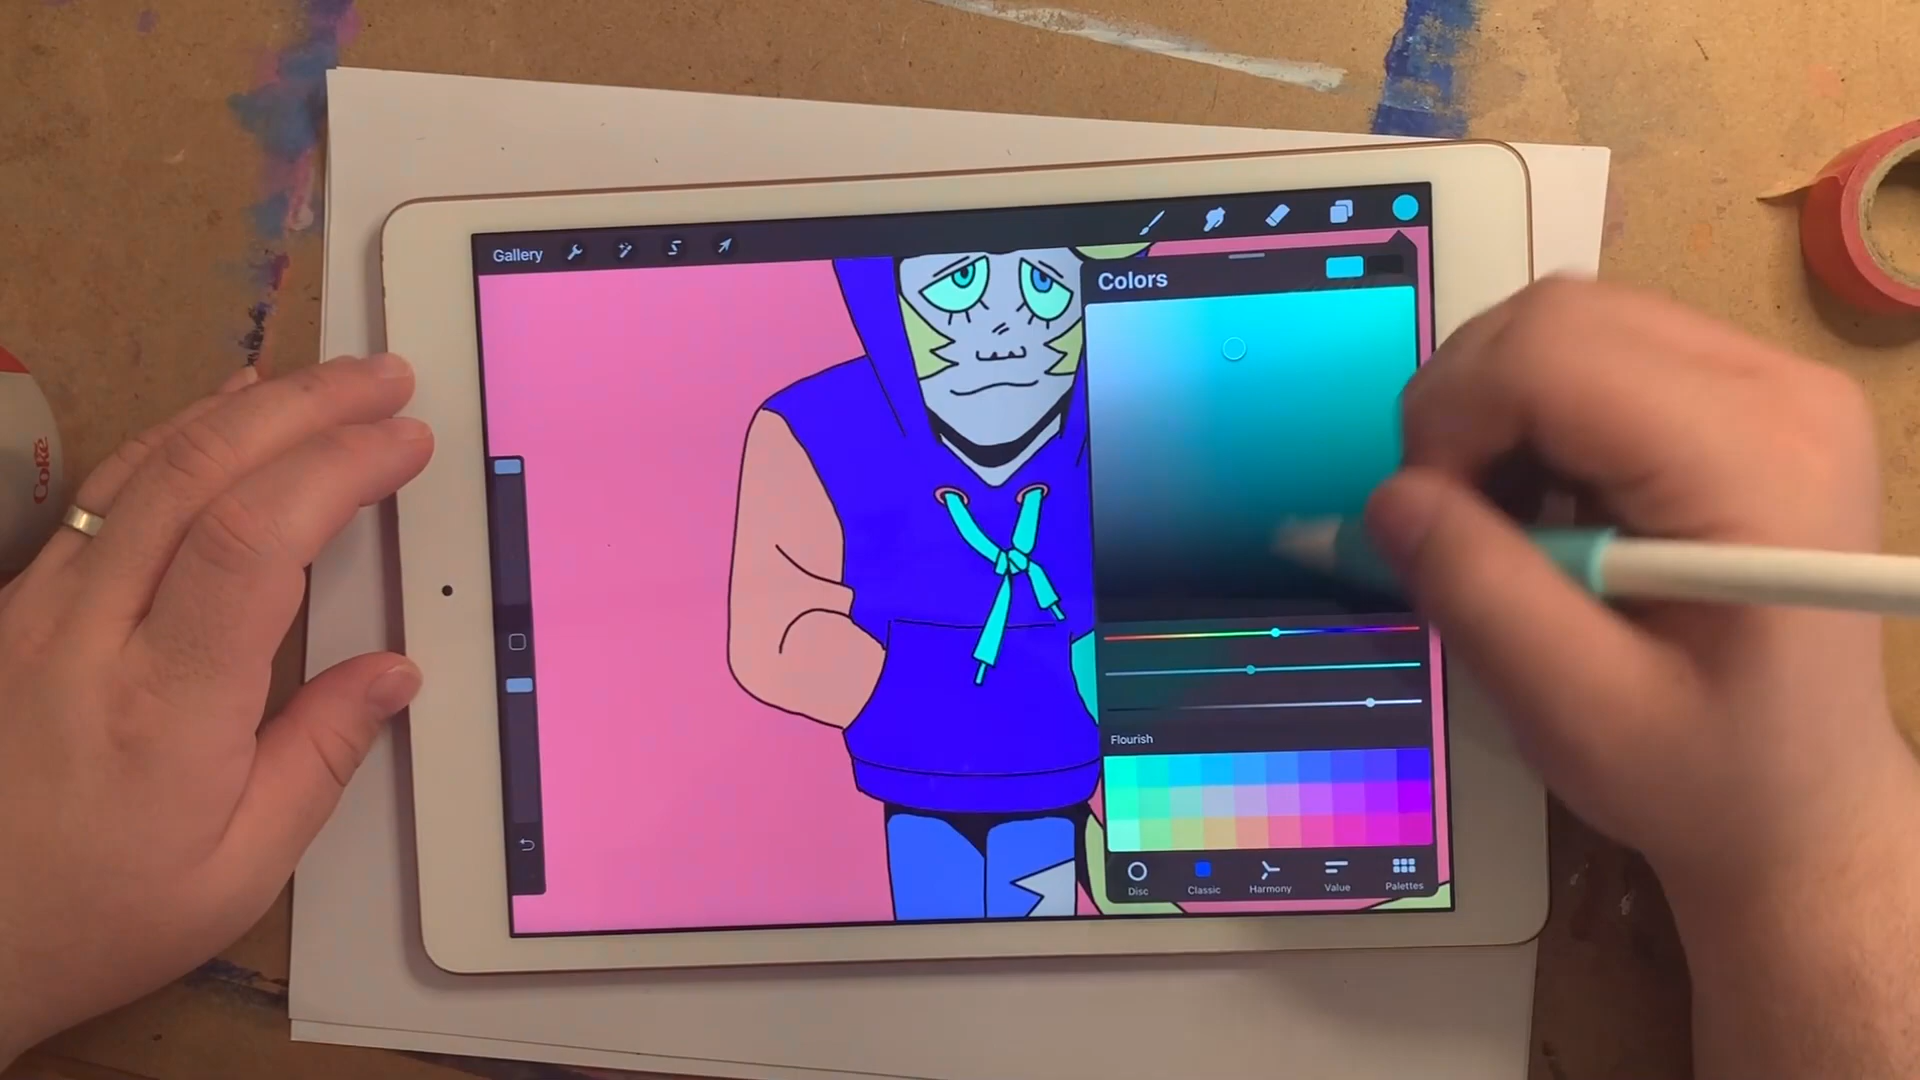 Gallery
Colors
Flourish
Disc
Classic
Harmony
Value
Palettes
Coke